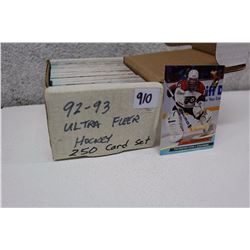 910
92-93
ULTRA FLEER
HOCKEY
250 Card Set